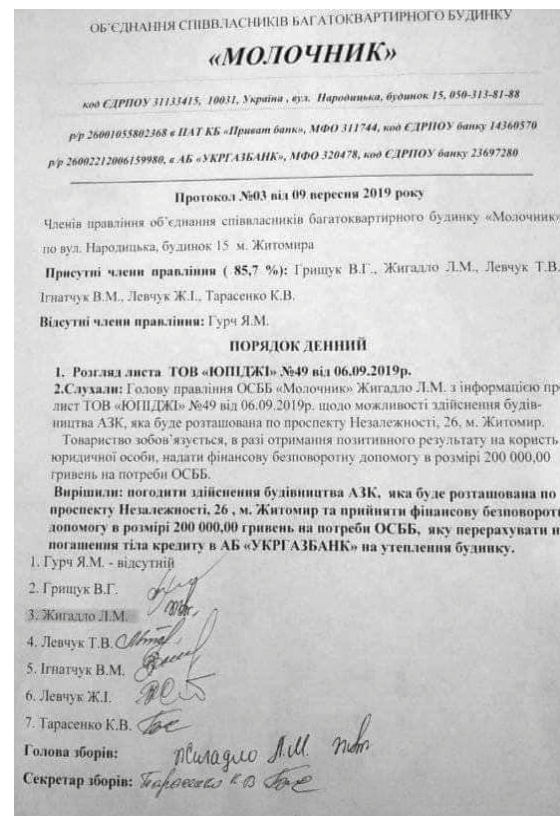 ОБ'ЄДНАННЯ СПІВВЛАСНИКІВ БАГАТОКВАРТИРНОГО БУДИНКУ
«МОЛОЧНИК»
код ЄДРПОУ 31133415, 10031, Україна , вул. Народицька, будинок 15, 050-313-81-88
р/р 26001055802368 в ПАТ КБ «Приват банк», МФО 311744, код ЄДРПОУ банку 14360570
р/р 26002212006159980, в АБ «УКРГАЗБАНК», МФО 320478, код ЄДРПОУ банку 23697280
Протокол №03 від 09 вересня 2019 року
Членів правління об'єднання співвласників багатоквартирного будинку «Молочник»
по вул. Народицька, будинок 15 м. Житомира
Присутні члени правління ( 85,7 %): Грищук В.Г., Жигадло Л.М., Левчук Т.В.
Ігнатчук В.М., Левчук Ж.І., Тарасенко К.В.
Відсутні члени правління: Гурч Я.М.
ПОРЯДОК ДЕННИЙ
1. Розгляд листа ТОВ «ЮПІДЖІ» №49 від 06.09.2019р.
2.Слухали: Голову правління ОСББ «Молочник» Жигадло Л.М. з інформацією пр
лист ТОВ «ЮПІДЖІ» №49 від 06.09.2019р. щодо можливості здійснення будів-
ництва АЗК, яка буде розташована по проспекту Незалежності, 26, м. Житомир.
Товариство зобов'язується, в разі отримання позитивного результату на користь
юридичної особи, надати фінансову безповоротну допомогу в розмірі 200 000,00
гривень на потреби ОСББ.
Вирішили: погодити здійснення будівництва АЗК, яка буде розташована по
проспекту Незалежності, 26 , м. Житомир та прийняти фінансову безповоротн
допомогу в розмірі 200 000,00 гривень на потреби ОСББ, яку перерахувати н
погашення тіла кредиту в АБ «УКРГАЗБАНК» на утеплення будинку.
1. Гурч Я.М. - відсутній
2. Грищук В.Г.
3. Жигадло Л.М.
4. Левчук Т.В.
5. Ігнатчук В.М.
6. Левчук Ж.І.
7. Тарасенко К.В.
Голова зборів: Жигадло Л.М.
Секретар зборів: Тарасенко К В